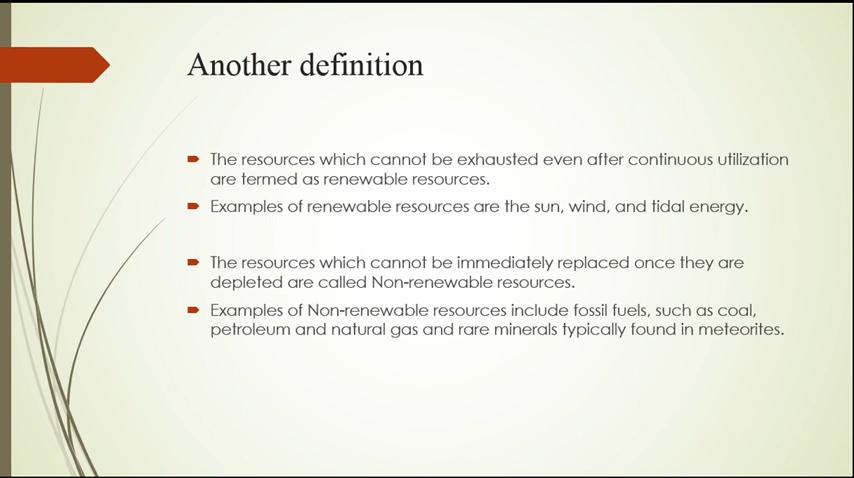 Another definition
The resources which cannot be exhausted even after continuous utilization
are termed as renewable resources.
Examples of renewable resources are the sun, wind, and tidal energy.
The resources which cannot be immediately replaced once they are
depleted are called Non-renewable resources.
Examples of Non-renewable resources include fossil fuels, such as coal,
petroleum and natural gas and rare minerals typically found in meteorites.